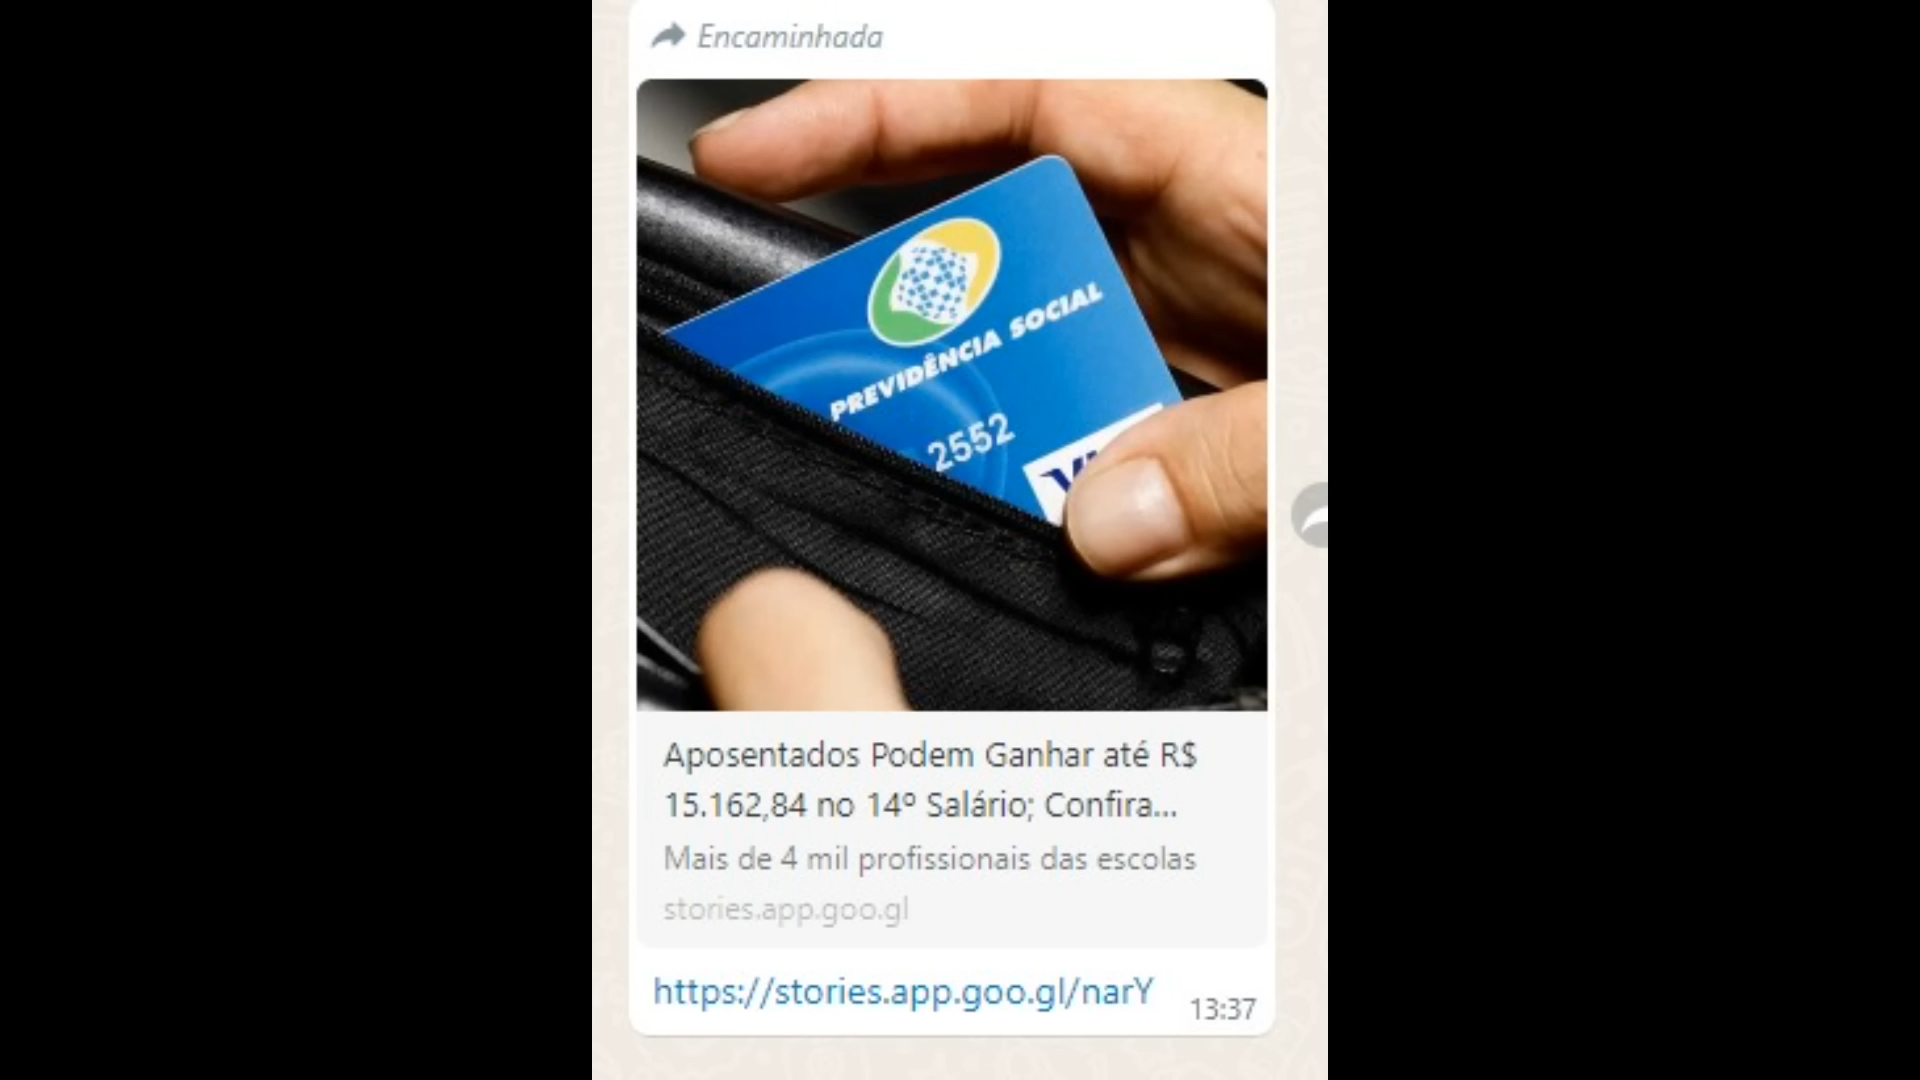 Encaminhada
PREVIDÊNCIA SOCIAL
2552
Aposentados Podem Ganhar até R$
15.162,84 no 14º Salário; Confira...
Mais de 4 mil profissionais das escolas
stories.app.goo.gl
https://stories.app.goo.gl/narY
13:37